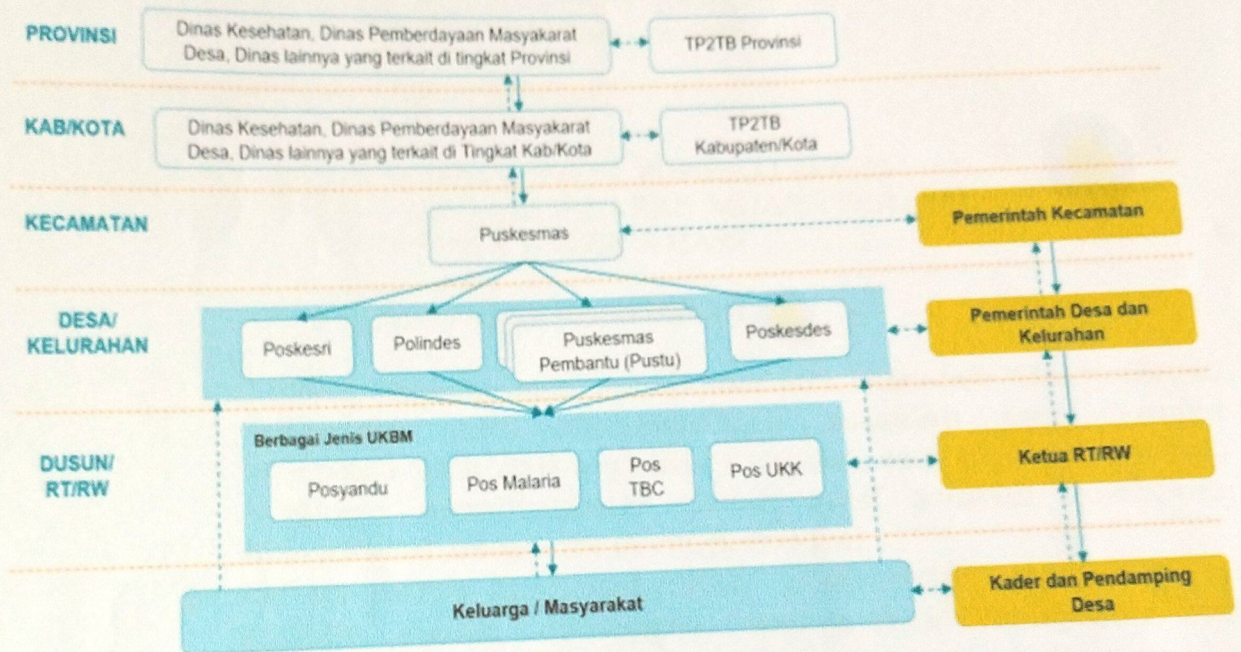 PROVINSI
Dinas Kesehatan, Dinas Pemberdayaan Masyakarat
Desa, Dinas lainnya yang terkait di tingkat Provinsi
TP2TB Provinsi
KAB/KOTA
Dinas Kesehatan, Dinas Pemberdayaan Masyakarat
Desa, Dinas lainnya yang terkait di Tingkat Kab/Kota
TP2TB
Kabupaten/Kota
KECAMATAN
Puskesmas
Pemerintah Kecamatan
DESA/
KELURAHAN
Poskesri
Polindes
Puskesmas
Pembantu (Pustu)
Poskesdes
Pemerintah Desa dan
Kelurahan
DUSUN/
RT/RW
Berbagai Jenis UKBM
Posyandu
Pos Malaria
Pos
TBC
Pos UKK
Ketua RT/RW
Keluarga / Masyarakat
Kader dan Pendamping
Desa